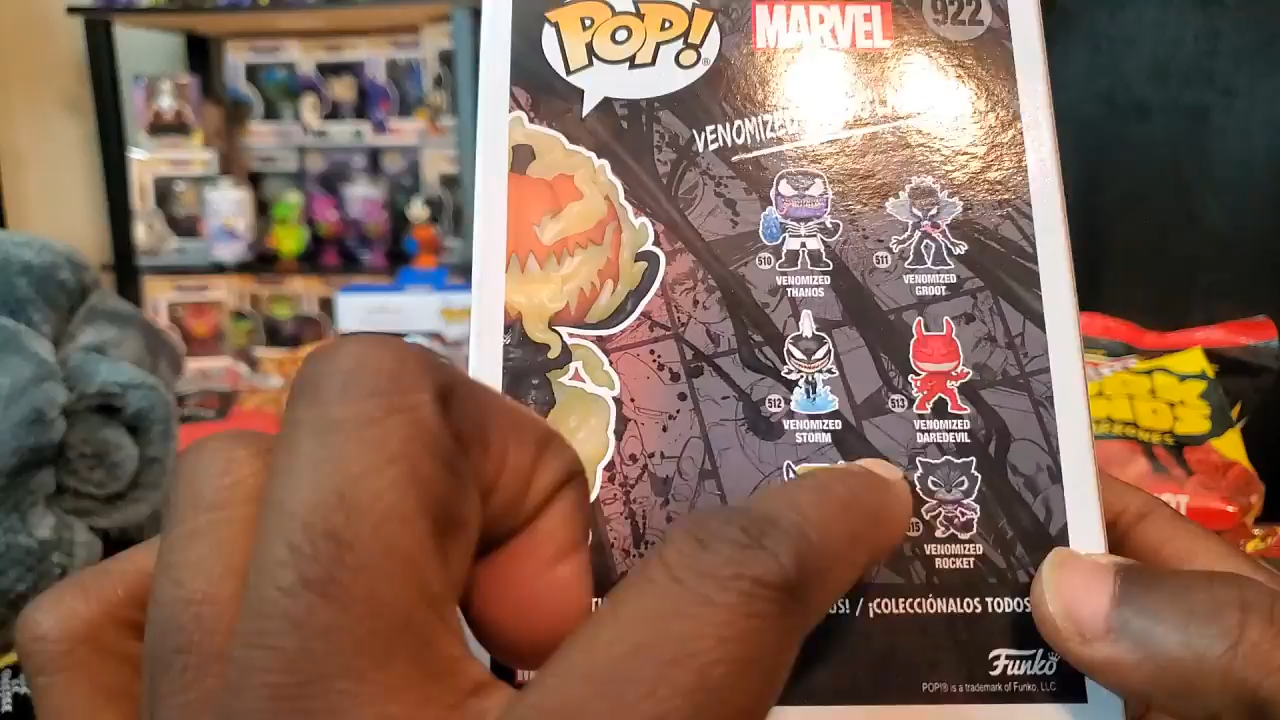 POP!
MARVEL
922
VENOMIZED
510
VENOMIZED
THANOS
511
VENOMIZED
GROOT
512
VENOMIZED
STORM
513
VENOMIZED
DAREDEVIL
VENOMIZED
ROCKET
/ ¡COLECCIÓNALOS TODOS
Funko
POP!® is a trademark of Funko, LLC